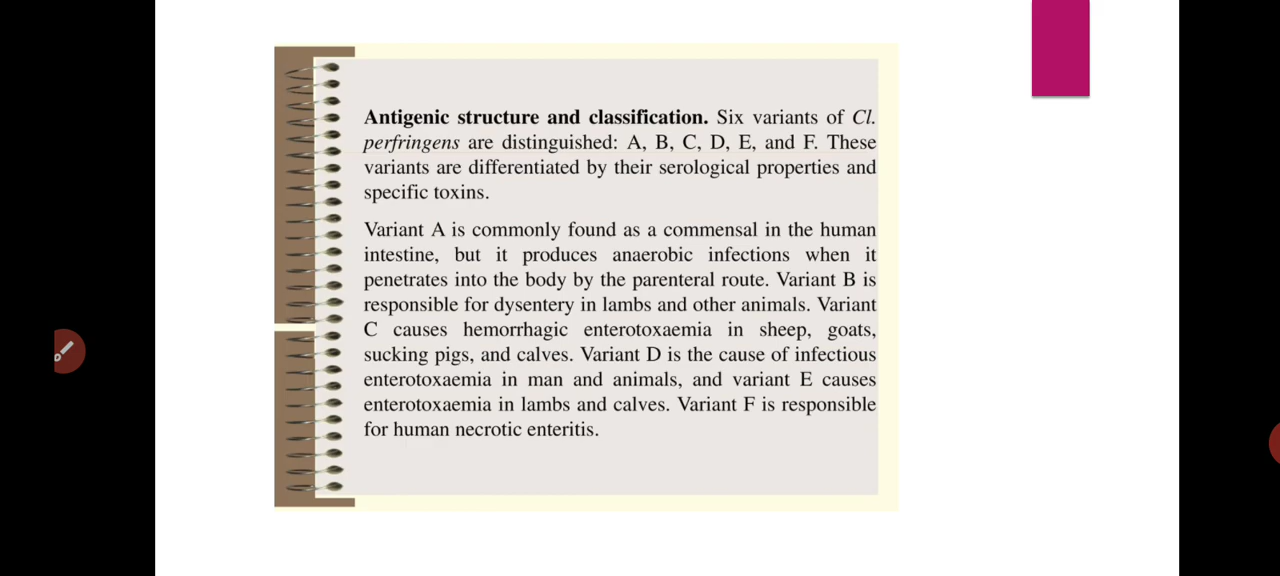 Antigenic structure and classification. Six variants of Cl.
perfringens are distinguished: A, B, C, D, E, and F. These
variants are differentiated by their serological properties and
specific toxins.
Variant A is commonly found as a commensal in the human
intestine, but it produces anaerobic infections when it
penetrates into the body by the parenteral route. Variant B is
responsible for dysentery in lambs and other animals. Variant
C causes hemorrhagic enterotoxaemia in sheep, goats,
sucking pigs, and calves. Variant D is the cause of infectious
enterotoxaemia in man and animals, and variant E causes
enterotoxaemia in lambs and calves. Variant F is responsible
for human necrotic enteritis.